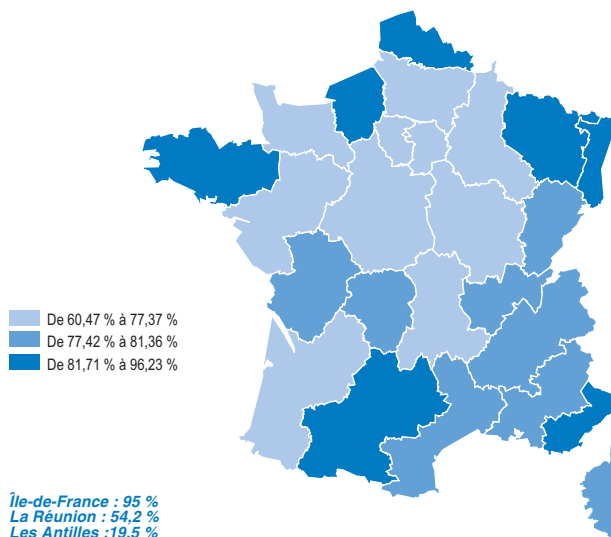 De 60,47 % à 77,37 %
De 77,42 % à 81,36 %
De 81,71 % à 96,23 %
Île-de-France : 95 %
La Réunion : 54,2 %
Les Antilles :19,5 %